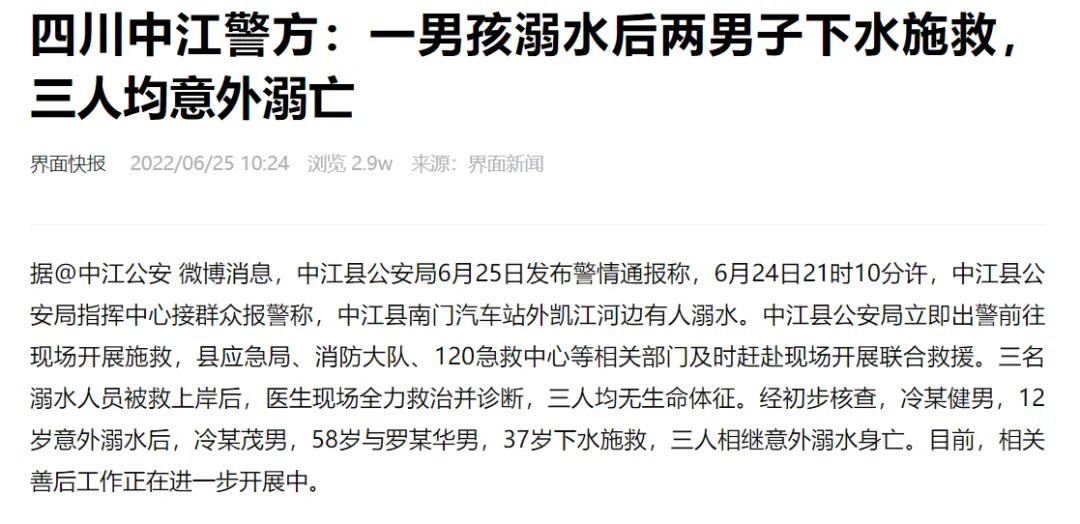 四川中江警方：一男孩溺水后两男子下水施救，
三人均意外溺亡
界面快报 2022/06/25 10:24 浏览 2.9w 来源：界面新闻
据@中江公安 微博消息，中江县公安局6月25日发布警情通报称，6月24日21时10分许，中江县公
安局指挥中心接群众报警称，中江县南门汽车站外凯江河边有人溺水。中江县公安局立即出警前往
现场开展施救，县应急局、消防大队、120急救中心等相关部门及时赶赴现场开展联合救援。三名
溺水人员被救上岸后，医生现场全力救治并诊断，三人均无生命体征。经初步核查，冷某健男，12
岁意外溺水后，冷某茂男，58岁与罗某华男，37岁下水施救，三人相继意外溺水身亡。目前，相关
善后工作正在进一步开展中。